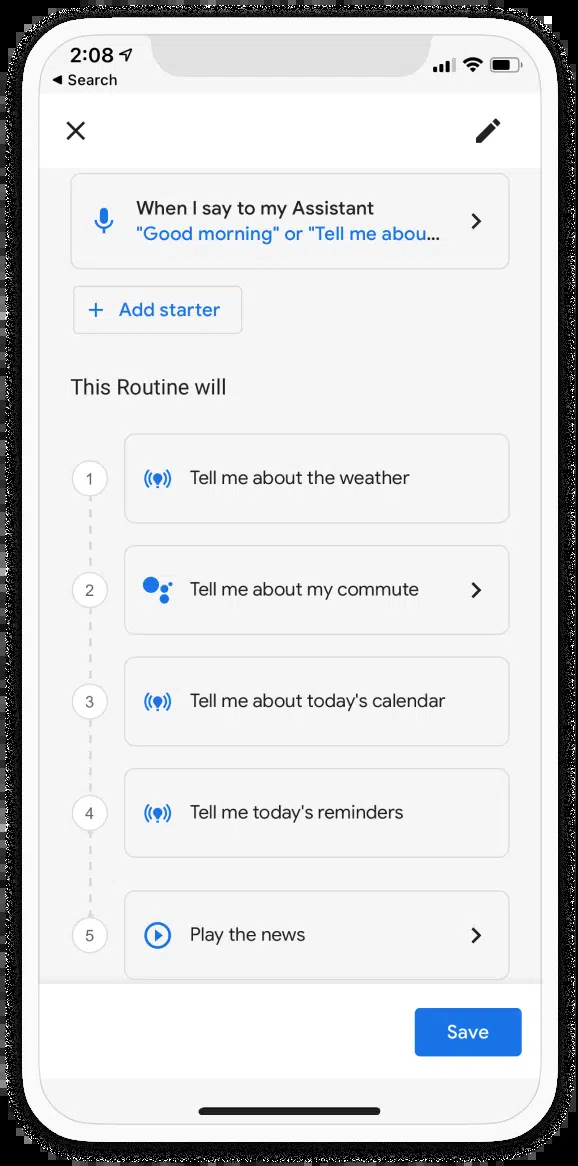 2:08
Search
When I say to my Assistant
"Good morning" or "Tell me abou...
+ Add starter
This Routine will
1 Tell me about the weather
2 Tell me about my commute
3 Tell me about today's calendar
4 Tell me today's reminders
5 Play the news
Save